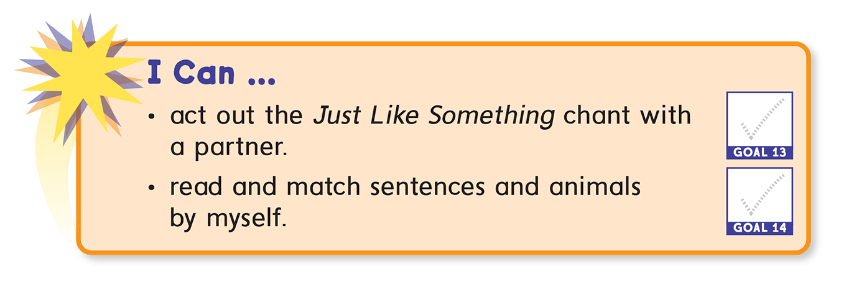 I Can ...
• act out the Just Like Something chant with
a partner.
GOAL 13
• read and match sentences and animals
by myself.
GOAL 14